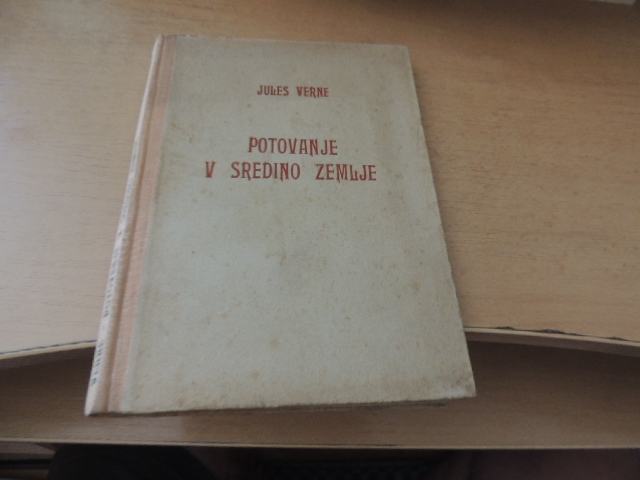 JULES VERNE
POTOVANJE
V SREDINO ZEMLJE